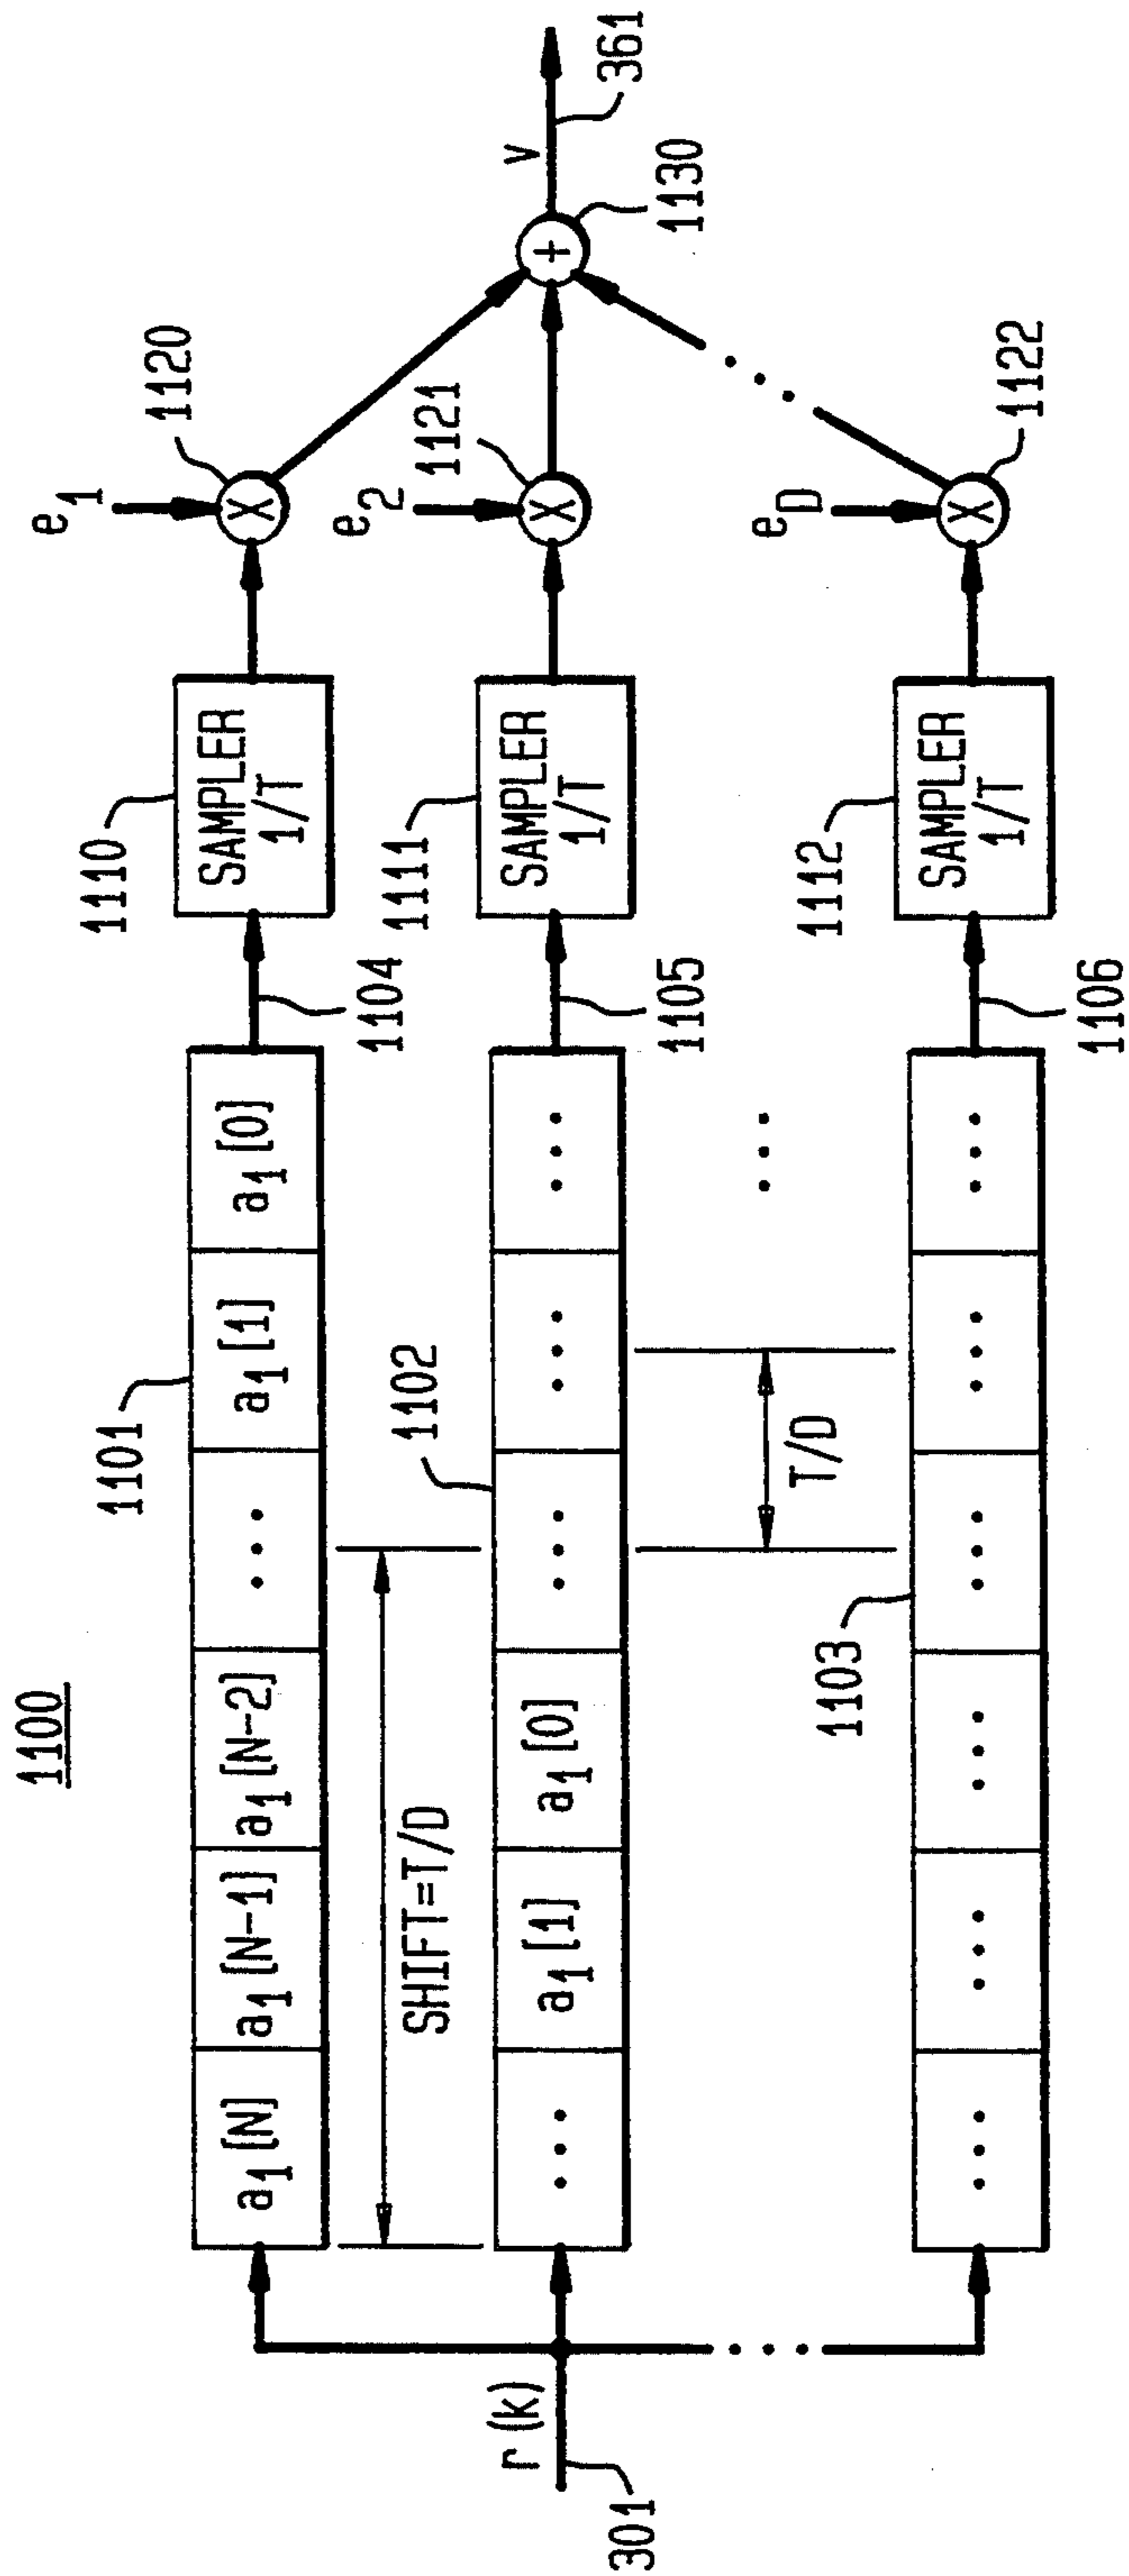 1100
1101
a1[N]
a1[N-1]
a1[N-2]
...
a1[1]
a1[0]
1104
1110
SAMPLER
1/T
e1
1120
SHIFT=T/D
r(k)
301
1102
...
a1[1]
a1[0]
...
...
...
1105
1111
SAMPLER
1/T
e2
1121
+
1130
v
361
T/D
...
...
1103
...
...
...
...
...
...
1106
1112
SAMPLER
1/T
eD
X
X
X
1122
...